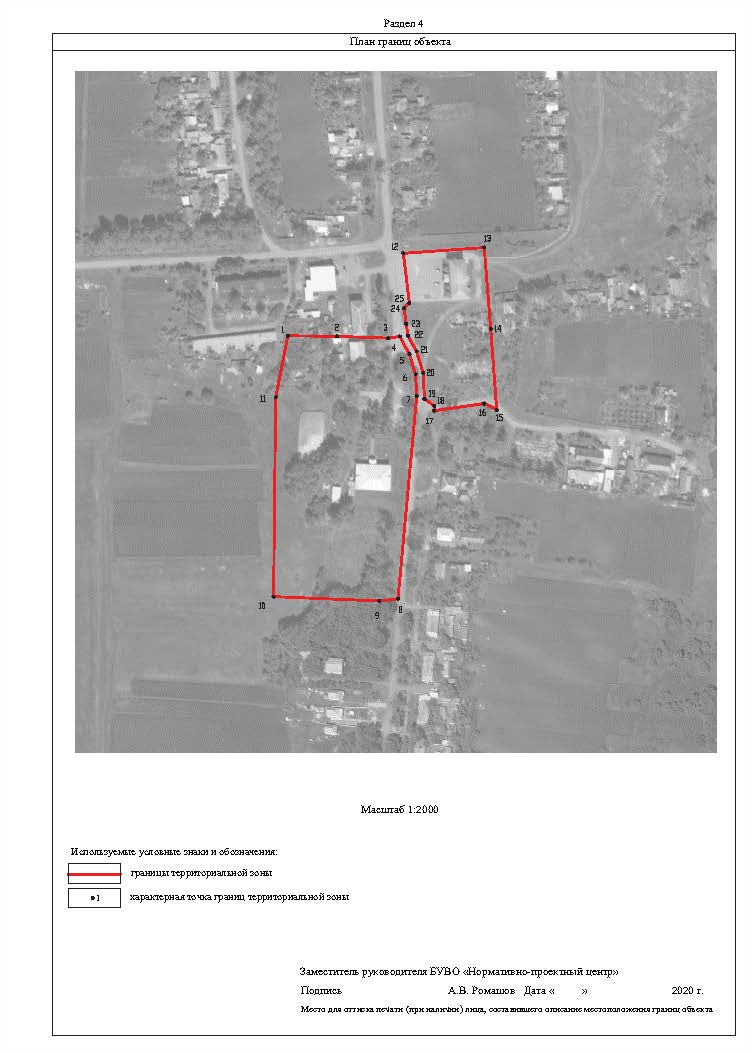 Раздел 4
План границ объекта
13
12
25
24
23
14
1
2
3
22
4
21
5
20
6
11
7
19
18
16
17
15
10
8
9
Масштаб 1:2000
Используемые условные знаки и обозначения:
границы территориальной зоны
1
характерная точка границ территориальной зоны
Заместитель руководителя БУВО «Нормативно-проектный центр»
Подпись А.В. Ромашов Дата « » 2020 г.
Место для оттиска печати (при наличии) лица, составившего описание местоположения границ объекта